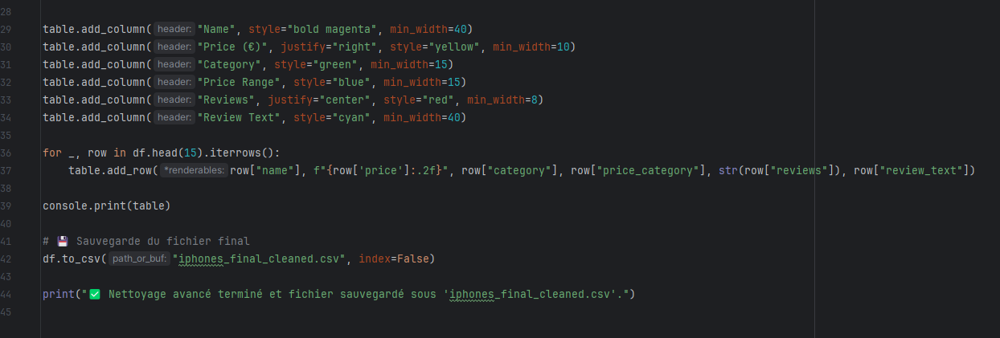 28
29 table.add_column( header: "Name", style="bold magenta", min_width=40)
30 table.add_column( header: "Price (€)", justify="right", style="yellow", min_width=10)
31 table.add_column( header: "Category", style="green", min_width=15)
32 table.add_column( header: "Price Range", style="blue", min_width=15)
33 table.add_column( header: "Reviews", justify="center", style="red", min_width=8)
34 table.add_column( header: "Review Text", style="cyan", min_width=40)
35
36 for _, row in df.head(15).iterrows():
37     table.add_row( *renderables: row["name"], f"{row['price']:.2f}", row["category"], row["price_category"], str(row["reviews"]), row["review_text"])
38
39 console.print(table)
40
41 # 💾 Sauvegarde du fichier final
42 df.to_csv( path_or_buf: "iphones_final_cleaned.csv", index=False)
43
44 print("✅ Nettoyage avancé terminé et fichier sauvegardé sous 'iphones_final_cleaned.csv'.")
45